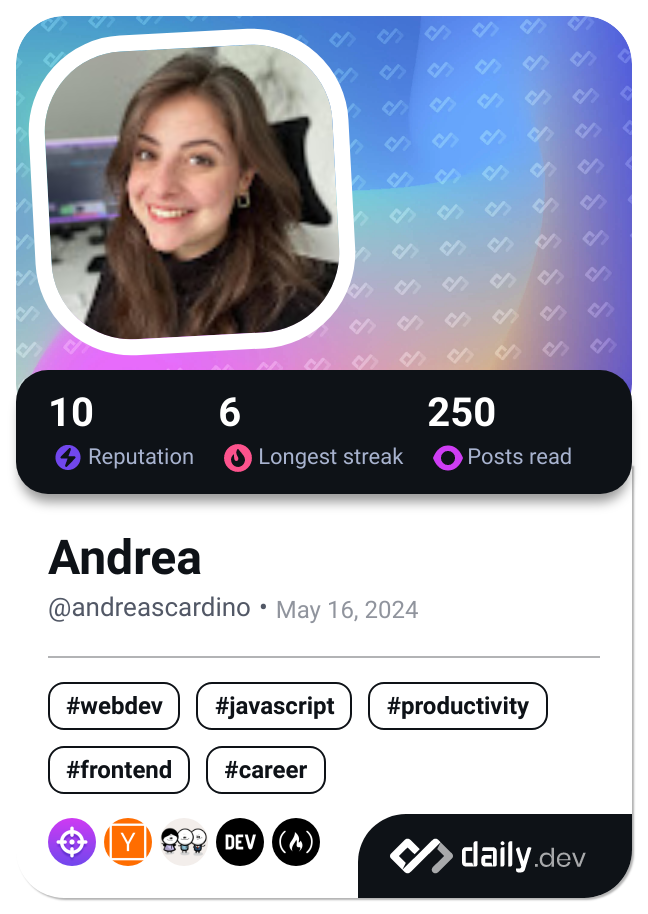 10 6 250
Reputation Longest streak Posts read
Andrea
@andreascardino • May 16, 2024
#webdev #javascript #productivity
#frontend #career
Y DEV
daily.dev